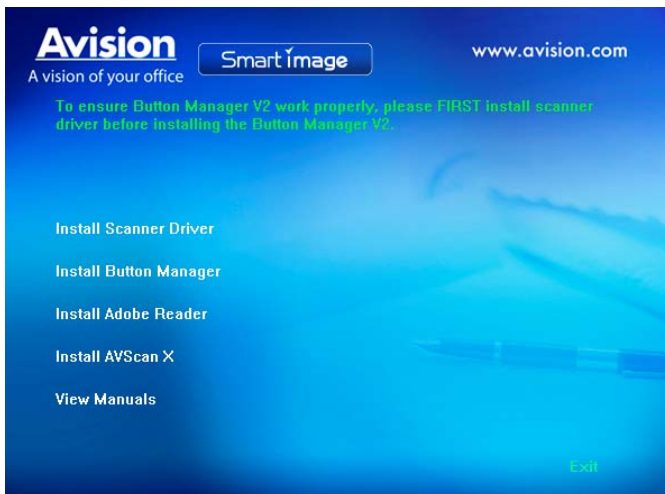 Avision
A vision of your office
Smart image
www.avision.com
To ensure Button Manager V2 work properly, please FIRST install scanner
driver before installing the Button Manager V2.
Install Scanner Driver
Install Button Manager
Install Adobe Reader
Install AVScan X
View Manuals
Exit